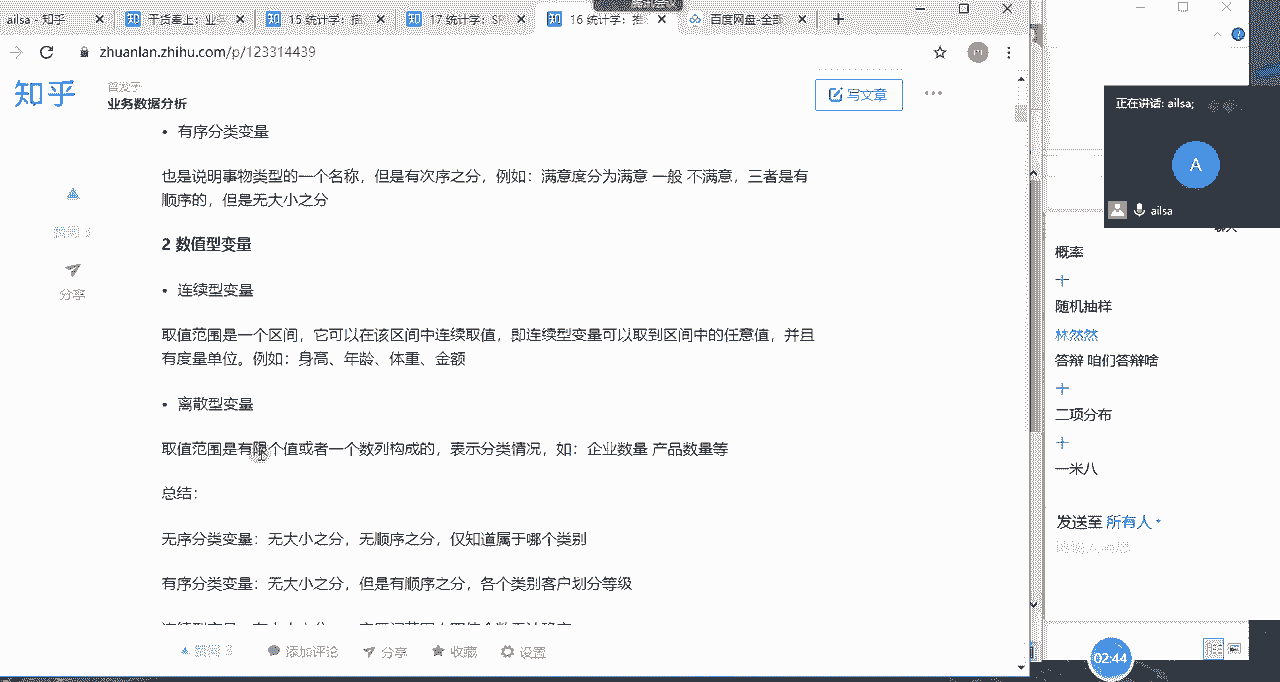 ailsa - 知乎
干货奉上：业务
15 统计学：推
17 统计学：SP
16 统计学：推
百度网盘-全部
zhuanlan.zhihu.com/p/123314439
知乎
首发于
业务数据分析
写文章
• 有序分类变量
也是说明事物类型的一个名称，但是有次序之分，例如：满意度分为满意 一般 不满意，三者是有
顺序的，但是无大小之分
2 数值型变量
• 连续型变量
取值范围是一个区间，它可以在该区间中连续取值，即连续型变量可以取到区间中的任意值，并且
有度量单位。例如：身高、年龄、体重、金额
• 离散型变量
取值范围是有限个值或者一个数列构成的，表示分类情况，如：企业数量 产品数量等
总结：
无序分类变量：无大小之分，无顺序之分，仅知道属于哪个类别
有序分类变量：无大小之分，但是有顺序之分，各个类别客户划分等级
分享
添加评论
分享
收藏
设置
正在讲话: ailsa;
A
ailsa
概率
十
随机抽样
林然然
答辩 咱们答辩啥
十
二项分布
十
一米八
发送至 所有人
02:44